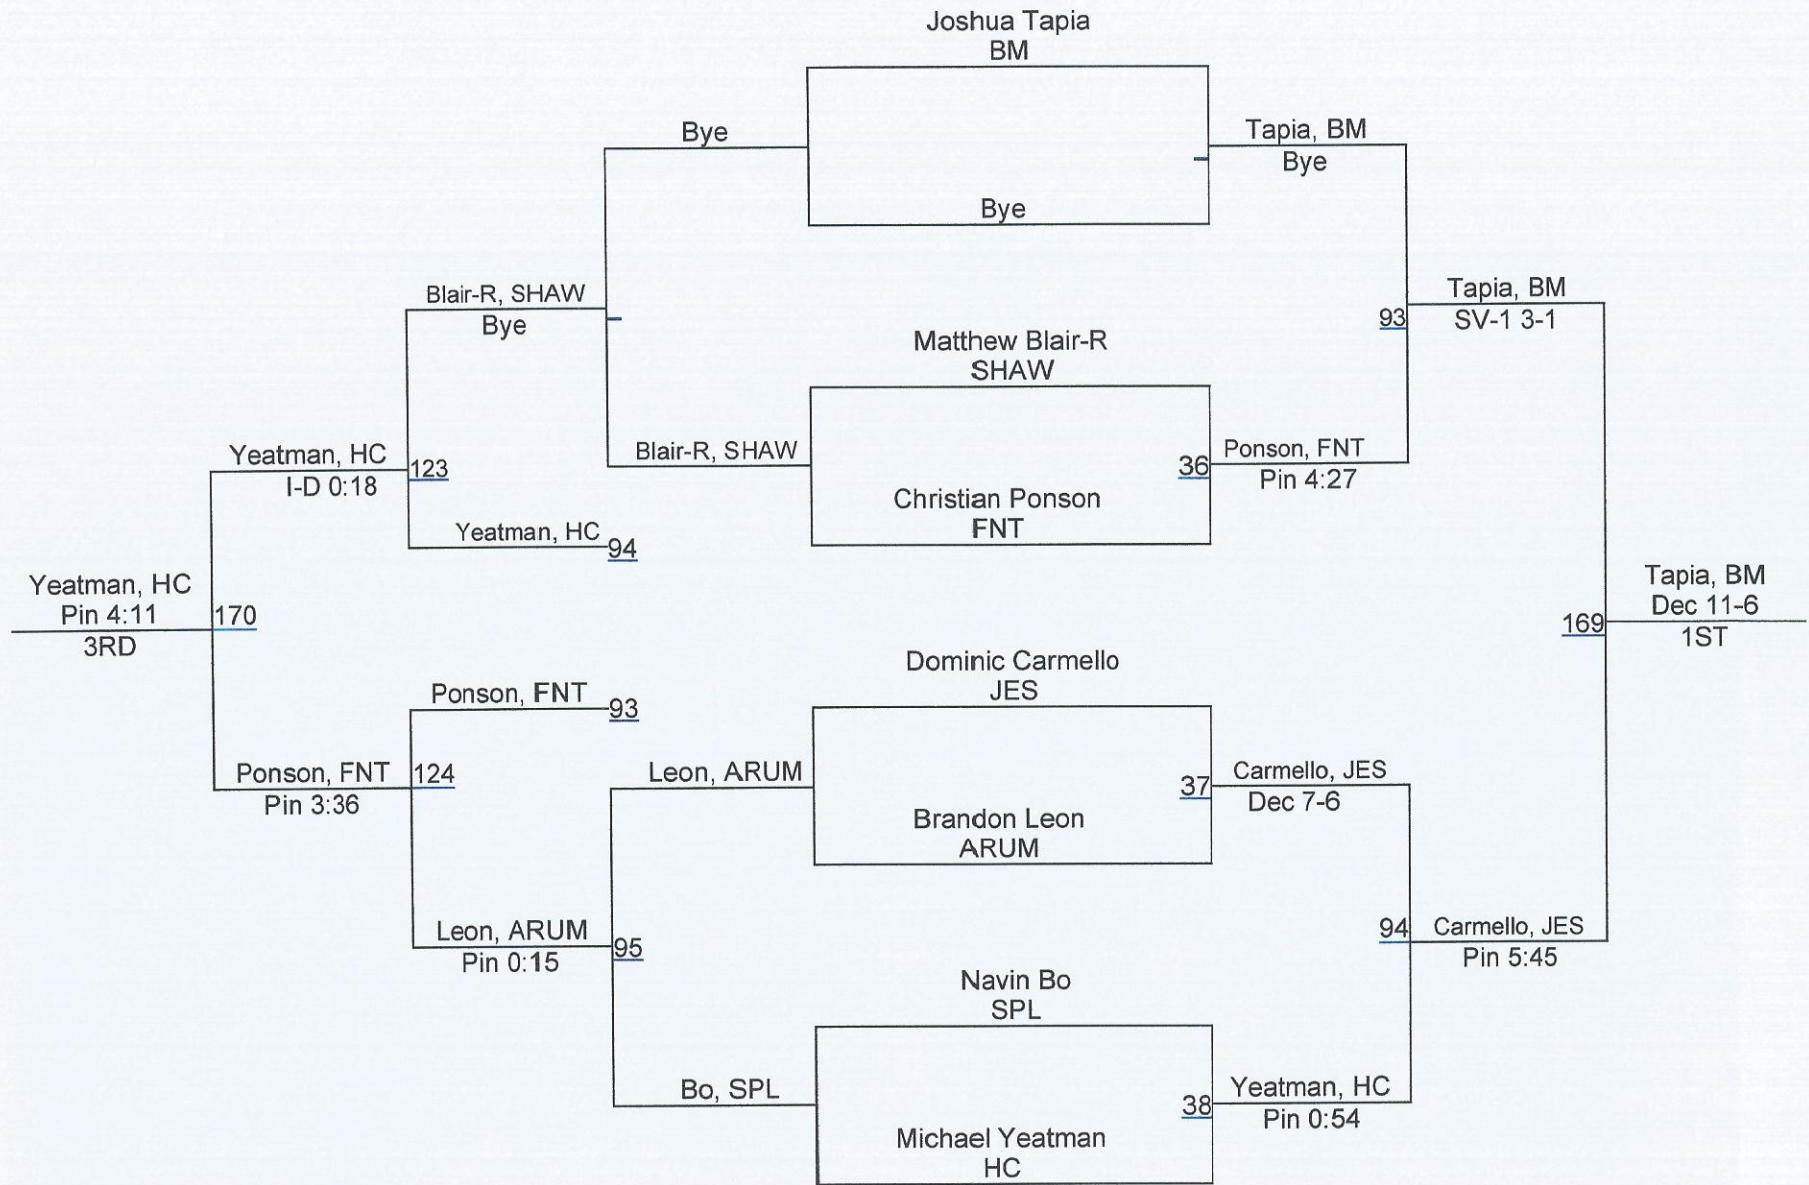 Joshua Tapia
BM
Bye
Tapia, BM
Bye
Bye
Blair-R, SHAW
Bye
Tapia, BM
93
SV-1 3-1
Matthew Blair-R
SHAW
Yeatman, HC
123
I-D 0:18
Blair-R, SHAW
36
Ponson, FNT
Pin 4:27
Christian Ponson
FNT
Yeatman, HC
94
Yeatman, HC
Pin 4:11
170
3RD
Tapia, BM
Dec 11-6
169
1ST
Dominic Carmello
JES
Ponson, FNT
93
Ponson, FNT
124
Pin 3:36
Leon, ARUM
37
Carmello, JES
Dec 7-6
Brandon Leon
ARUM
Leon, ARUM
95
Pin 0:15
94
Carmello, JES
Pin 5:45
Navin Bo
SPL
Bo, SPL
38
Yeatman, HC
Pin 0:54
Michael Yeatman
HC